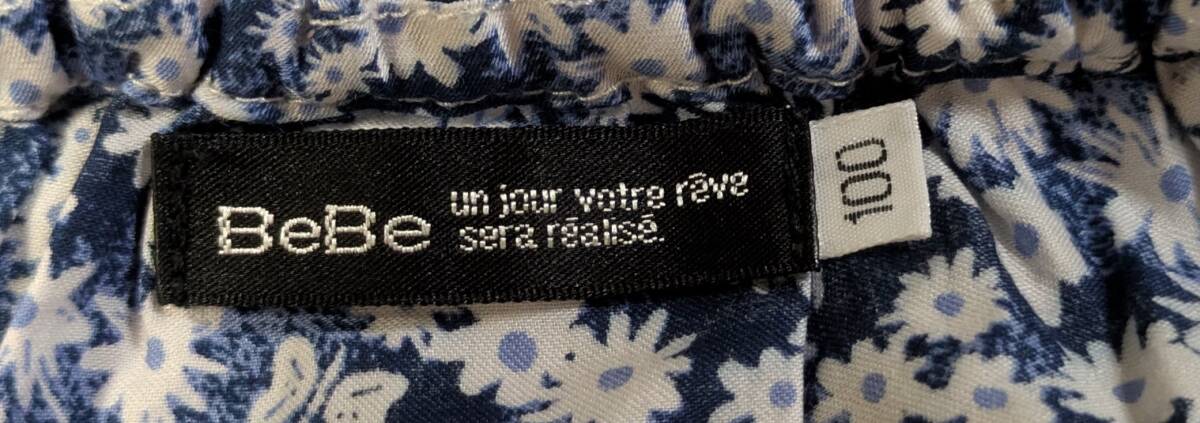 BeBe
un jour votre rêve
sera réalisé.
100